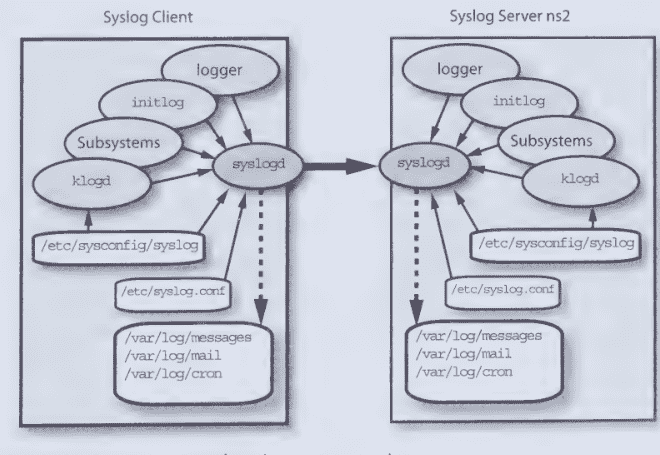 Syslog Client
logger
initlog
Subsystems
klogd
syslogd
/etc/sysconfig/syslog
/etc/syslog.conf
/var/log/messages
/var/log/mail
/var/log/cron
Syslog Server ns2
logger
initlog
Subsystems
klogd
syslogd
/etc/sysconfig/syslog
/etc/syslog.conf
/var/log/messages
/var/log/mail
/var/log/cron